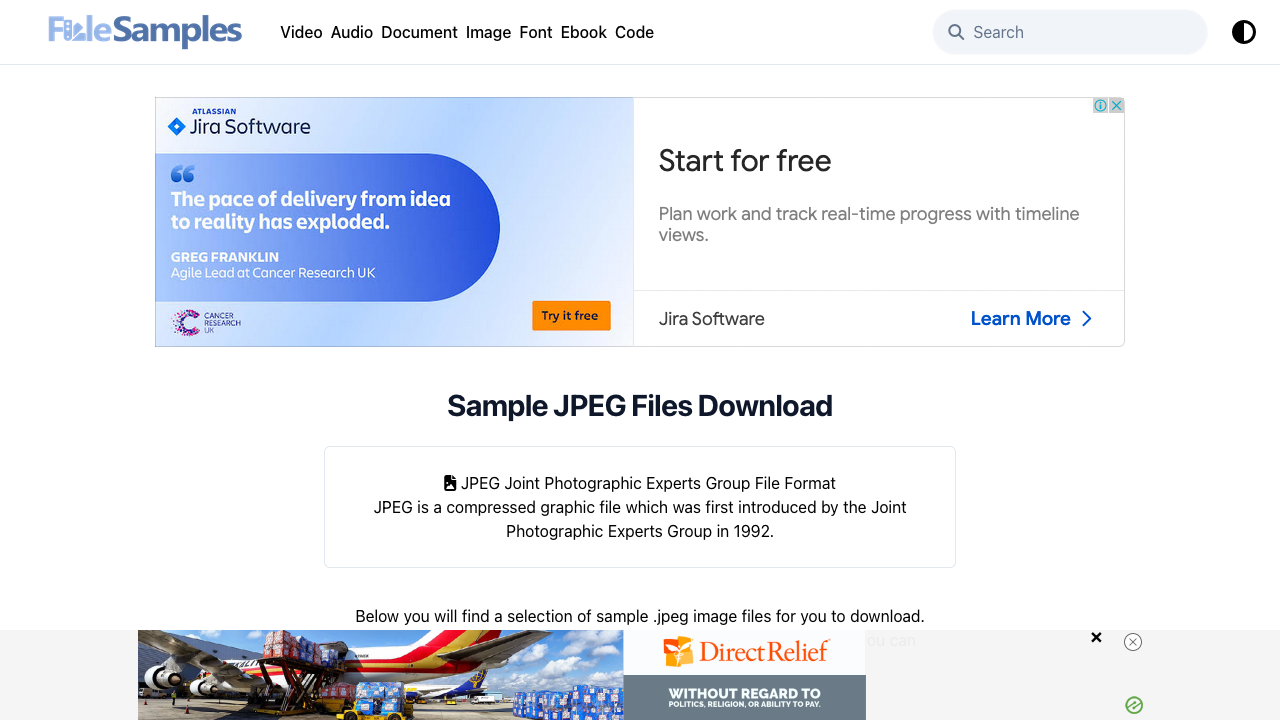 FileSamples
Video Audio Document Image Font Ebook Code
Search
ATLASSIAN
Jira Software
The pace of delivery from idea
to reality has exploded.
GREG FRANKLIN
Agile Lead at Cancer Research UK
CANCER
RESEARCH
UK
Try it free
Start for free
Plan work and track real-time progress with timeline
views.
Jira Software
Learn More
Sample JPEG Files Download
JPEG Joint Photographic Experts Group File Format
JPEG is a compressed graphic file which was first introduced by the Joint
Photographic Experts Group in 1992.
Below you will find a selection of sample .jpeg image files for you to download.
you can
DirectRelief
WITHOUT REGARD TO
POLITICS, RELIGION, OR ABILITY TO PAY.